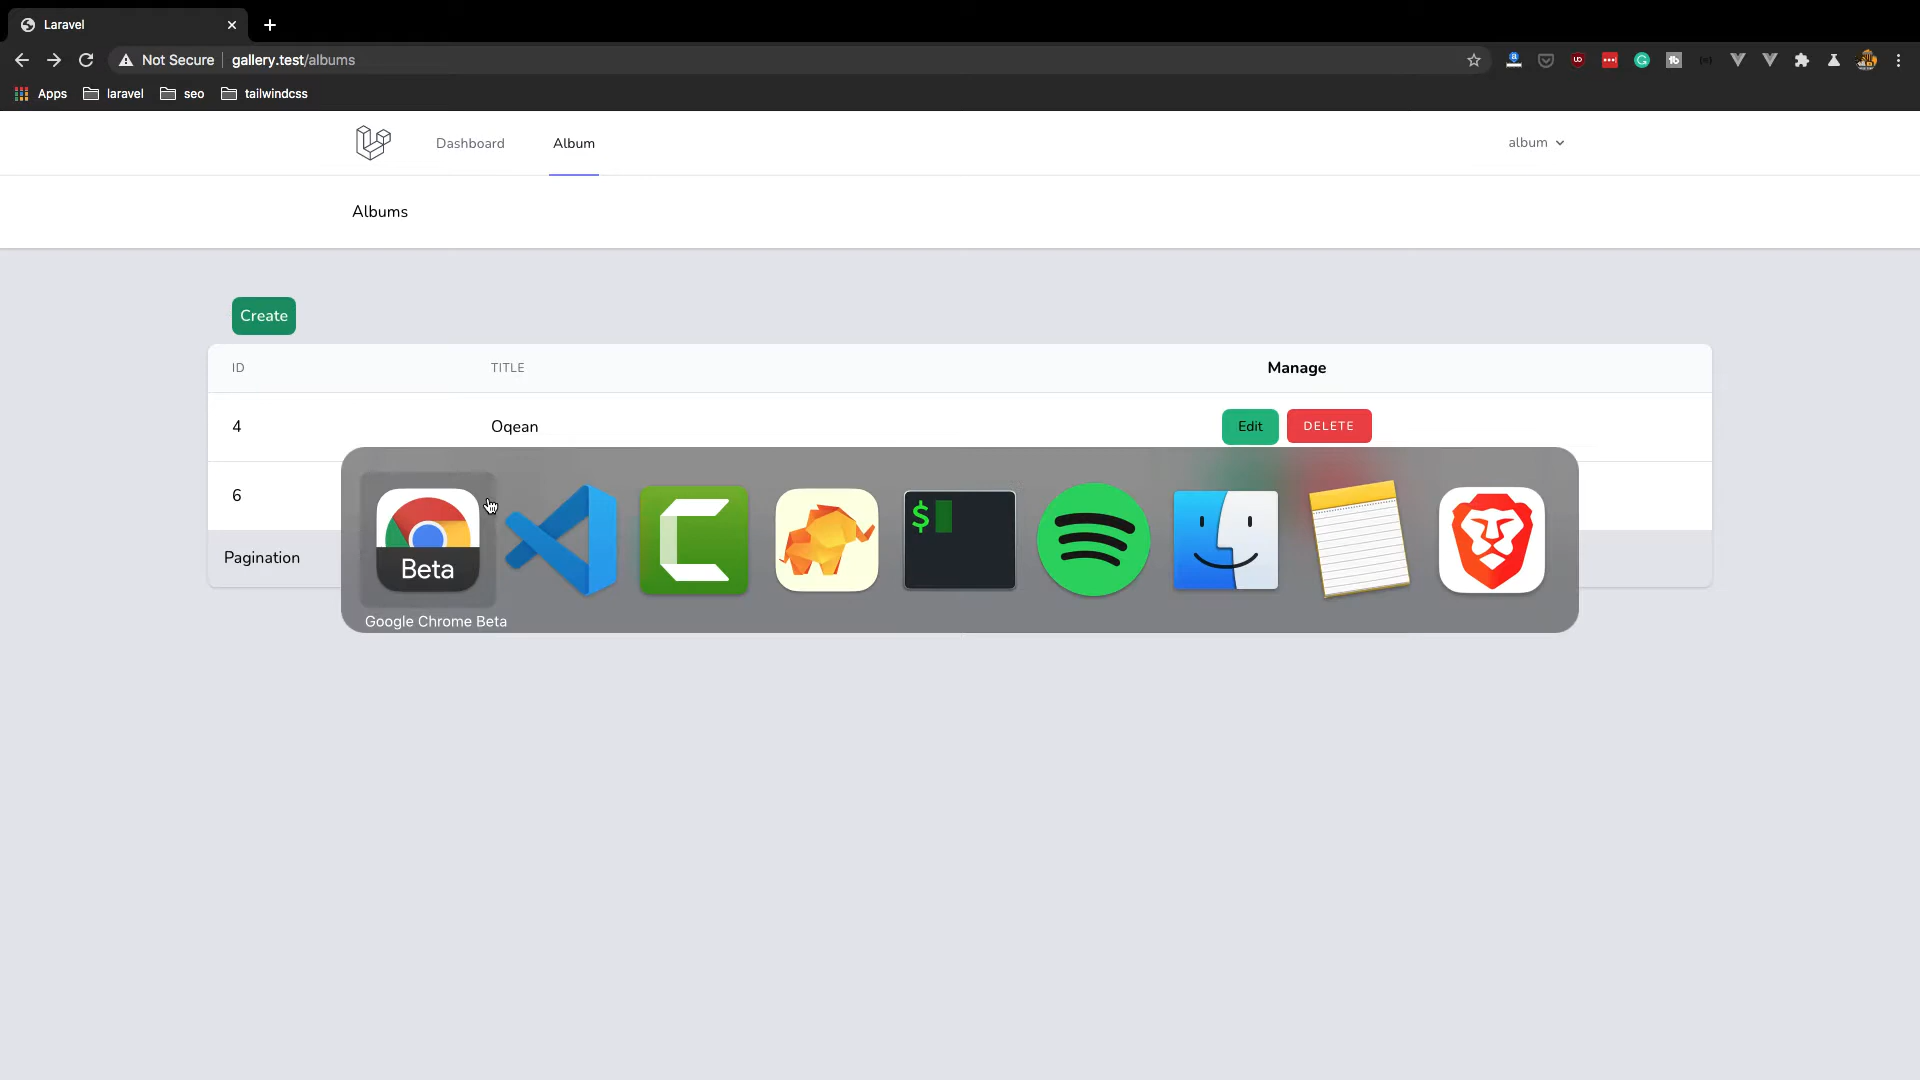 Laravel
Not Secure gallery.test/albums
Apps laravel seo tailwindcss
Dashboard Album album
Albums
Create
ID TITLE Manage
4 Oqean Edit DELETE
6
Pagination
Beta
$
Google Chrome Beta